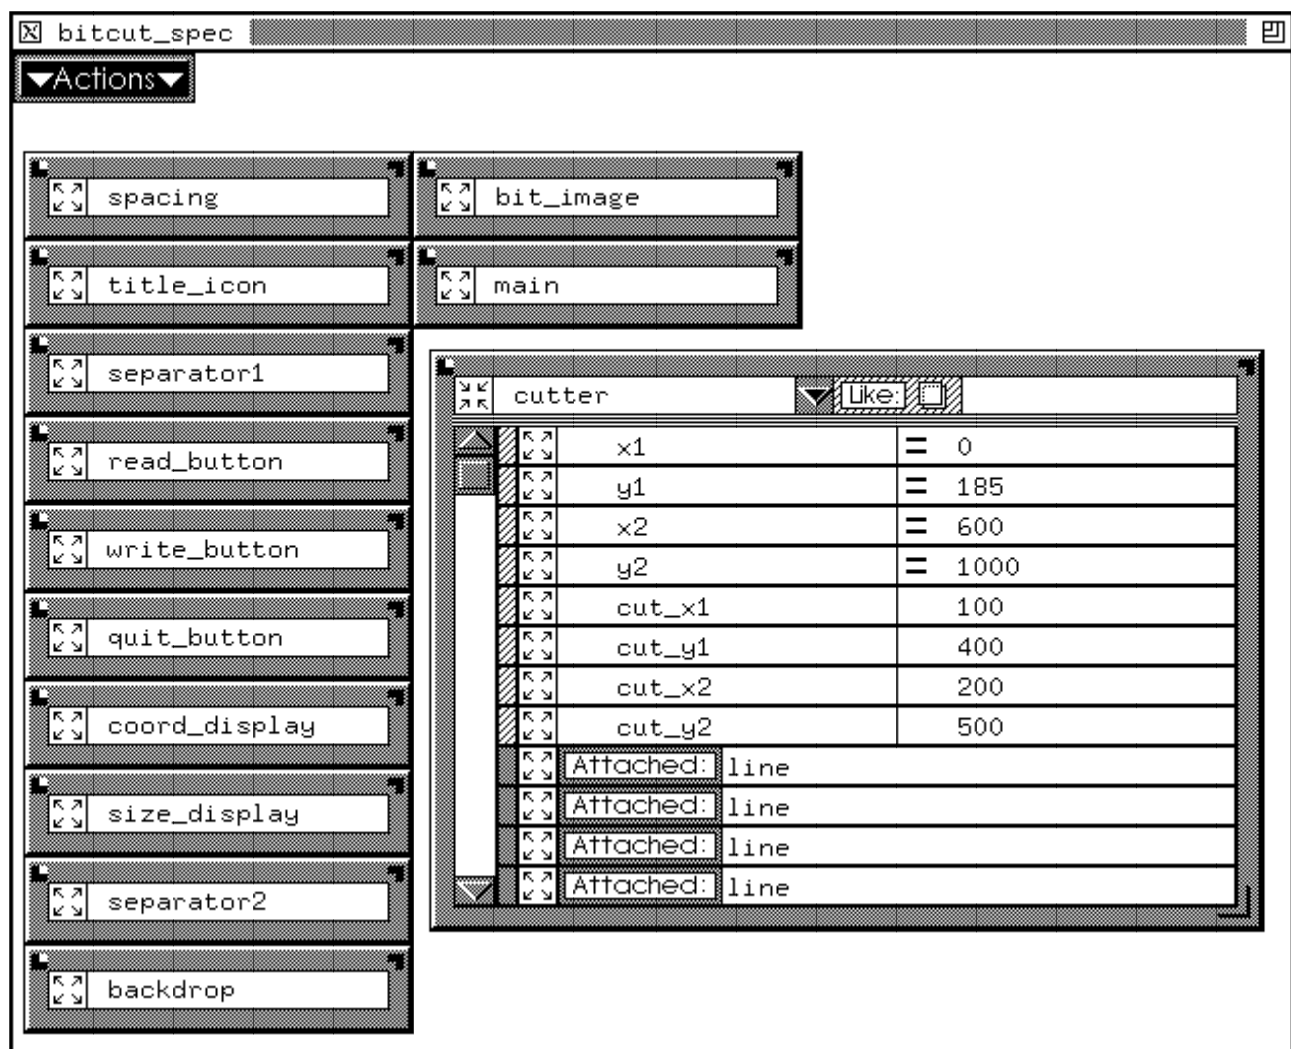 bitcut_spec
Actions
spacing
bit_image
title_icon
main
separator1
read_button
write_button
quit_button
coord_display
size_display
separator2
backdrop
cutter Like:
x1 = 0
y1 = 185
x2 = 600
y2 = 1000
cut_x1 100
cut_y1 400
cut_x2 200
cut_y2 500
Attached: line
Attached: line
Attached: line
Attached: line